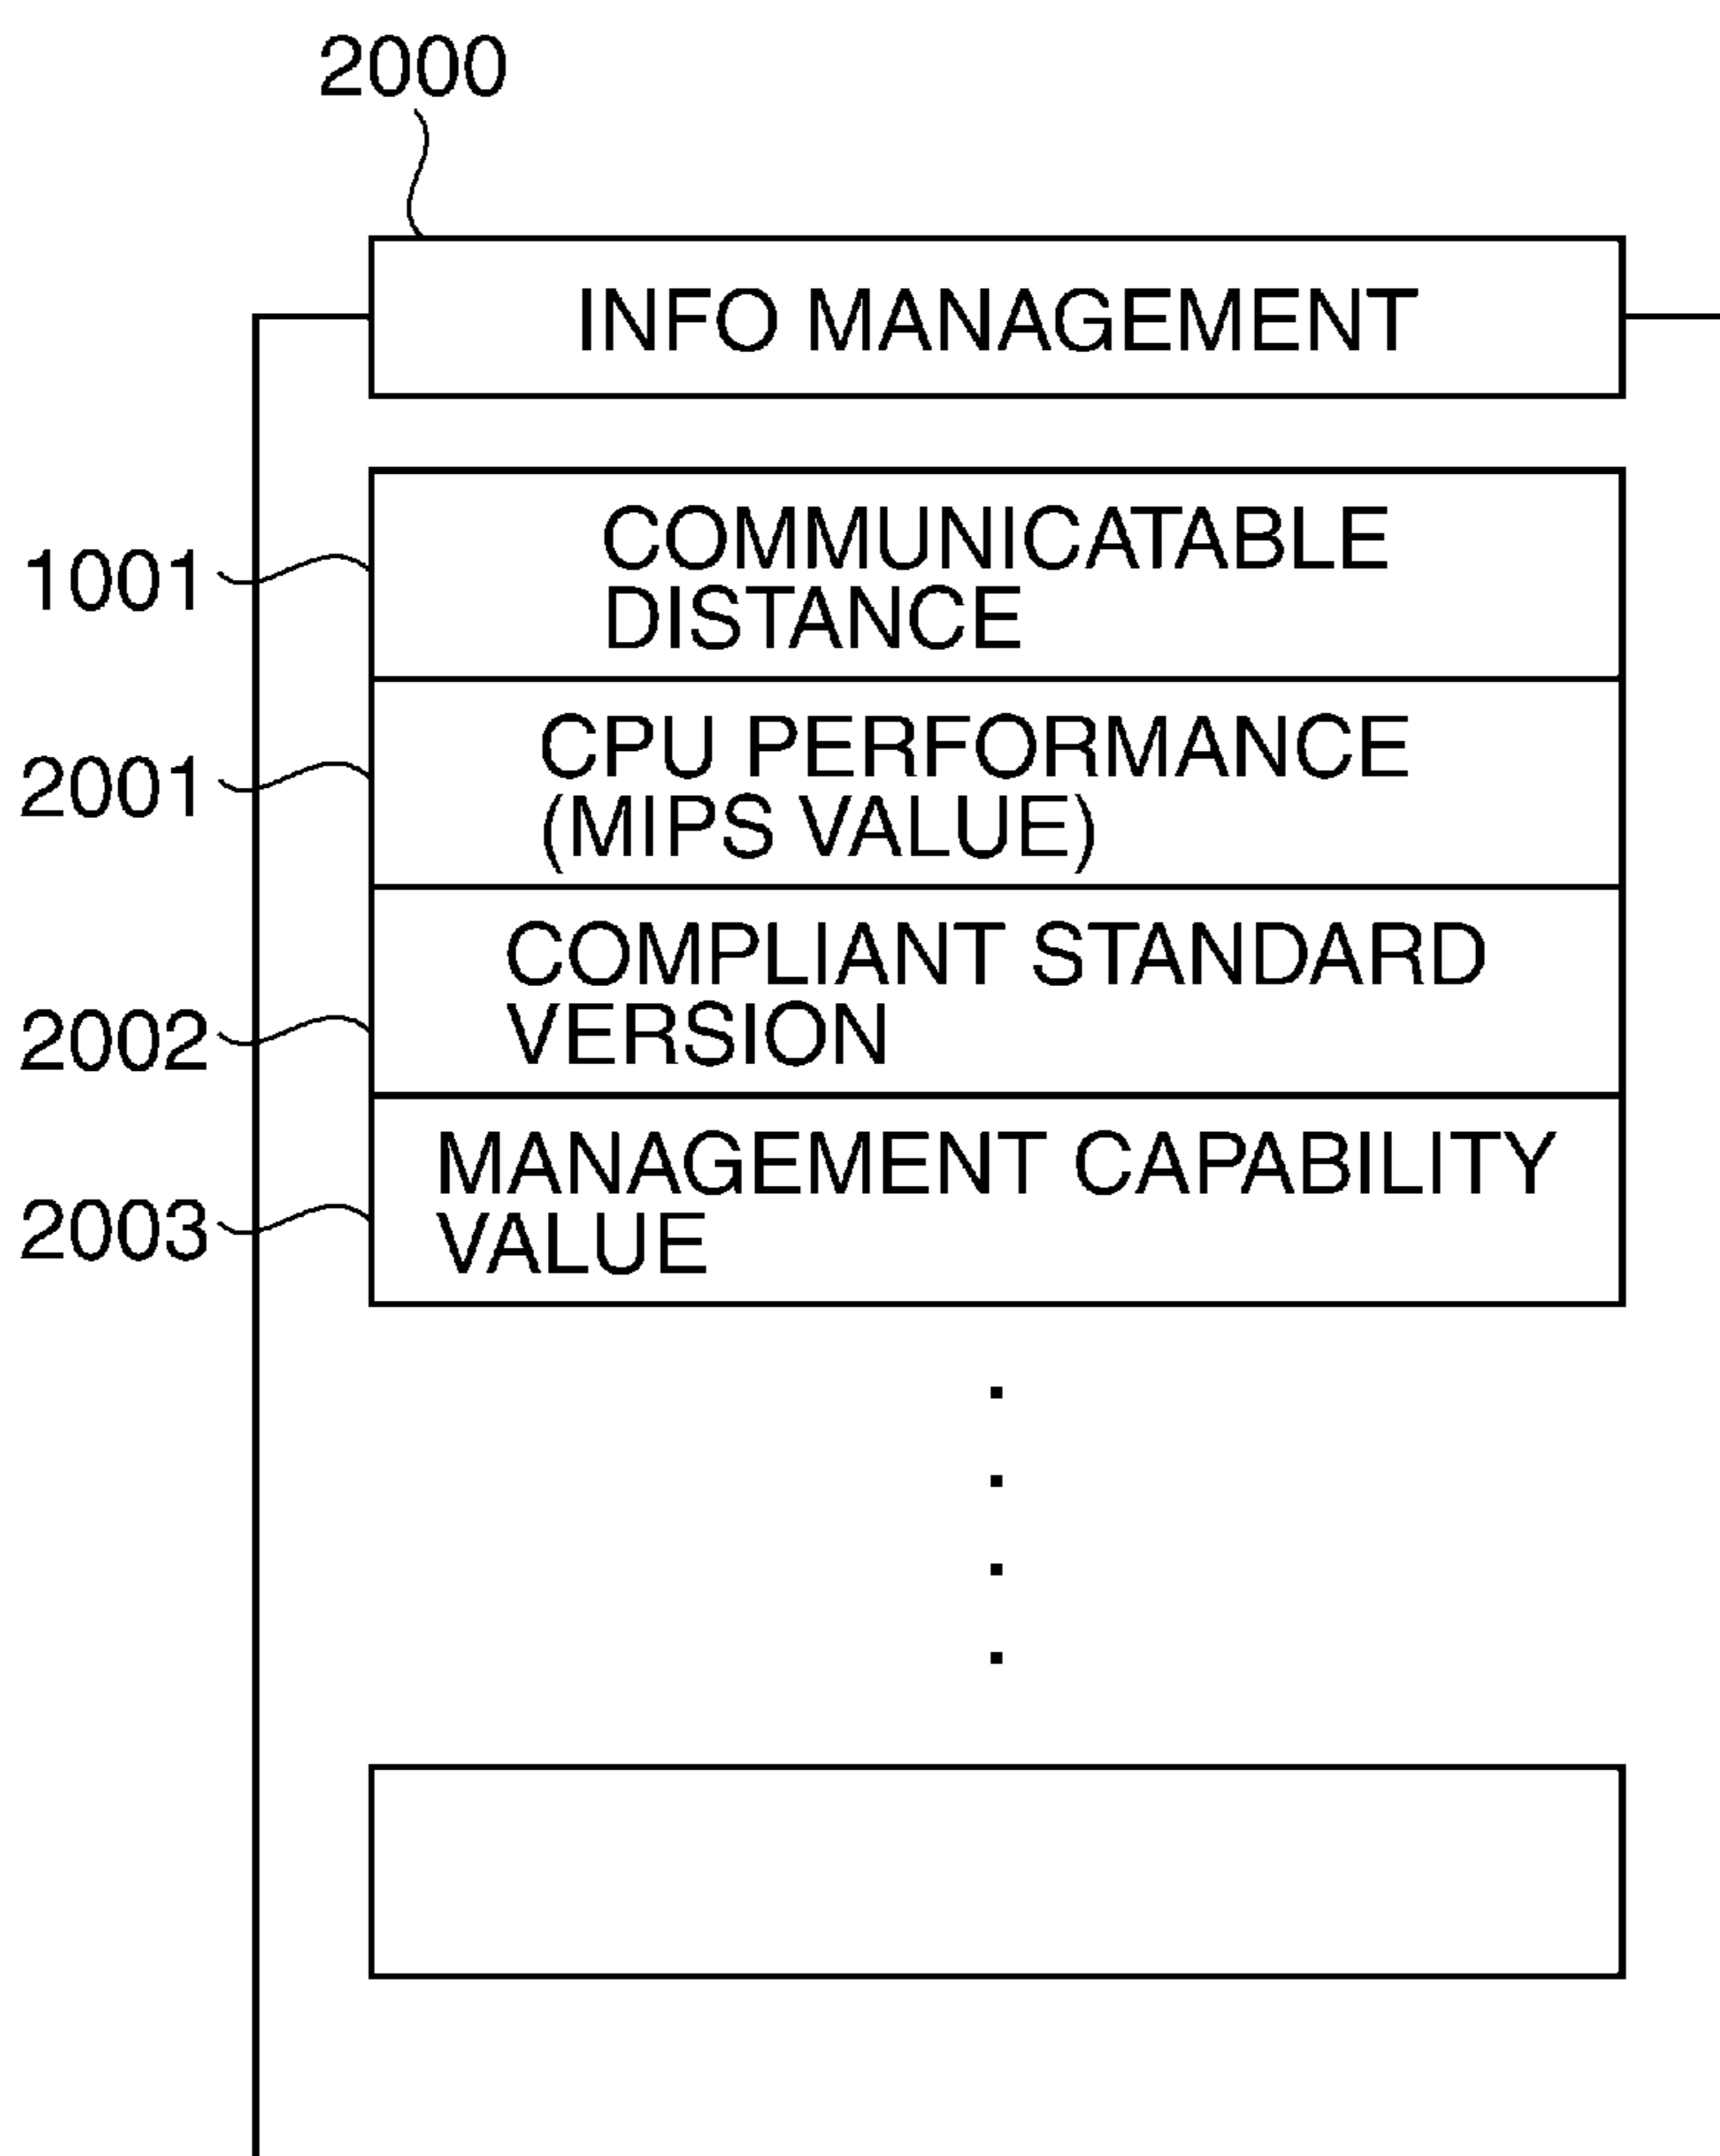 2000
INFO MANAGEMENT
COMMUNICATABLE
1001
DISTANCE
CPU PERFORMANCE
2001
(MIPS VALUE)
COMPLIANT STANDARD
VERSION
2002
MANAGEMENT CAPABILITY
2003
VALUE